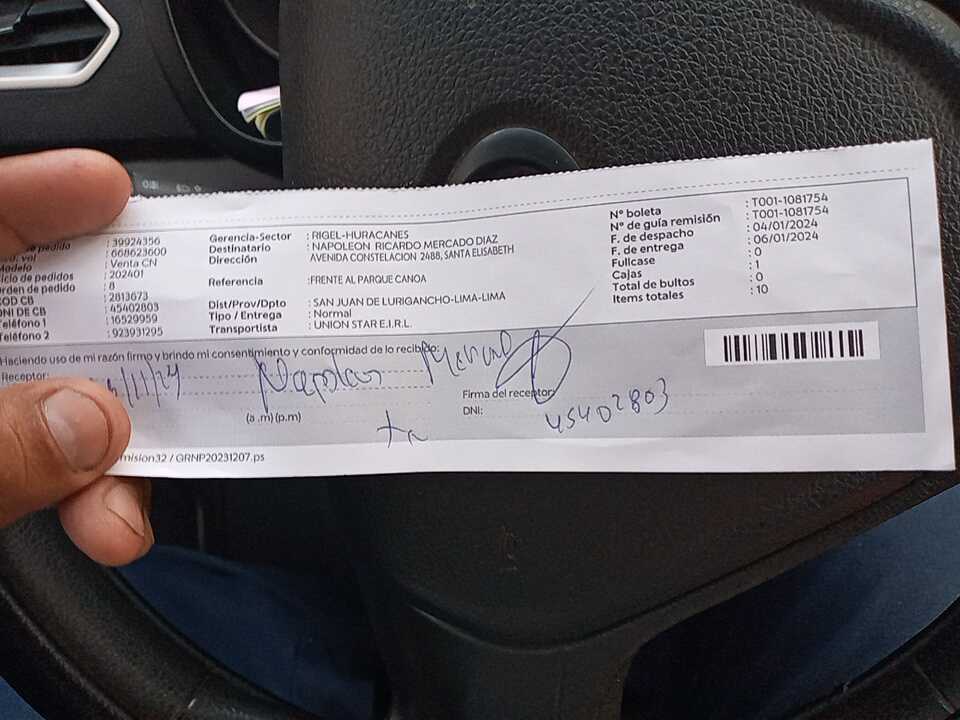 pedido : 39924356
vol : 668623600
Modelo : Venta CN
ciclo de pedidos : 202401
Orden de pedido : 8
COD CB : 2813673
DNI DE CB : 45402803
Teléfono 1 : 16529959
Teléfono 2 : 923931295
Gerencia-Sector : RIGEL-HURACANES
Destinatario : NAPOLEON RICARDO MERCADO DIAZ
Dirección AVENIDA CONSTELACION 2488, SANTA ELISABETH
Referencia :FRENTE AL PARQUE CANOA
Dist/Prov/Dpto : SAN JUAN DE LURIGANCHO-LIMA-LIMA
Tipo / Entrega : Normal
Transportista : UNION STAR E.I.R.L.
N° boleta : T001-1081754
N° de guía remisión : T001-1081754
F. de despacho : 04/01/2024
F. de entrega : 06/01/2024
Fullcase : 0
Cajas : 1
Total de bultos : 0
Items totales : 10
Haciendo uso de mi razón firmo y brindo mi consentimiento y conformidad de lo recibido:
Receptor:
Napoleon
Firma del receptor:
(a .m) (p.m)
DNI: 45402803
mision32 / GRNP20231207.ps